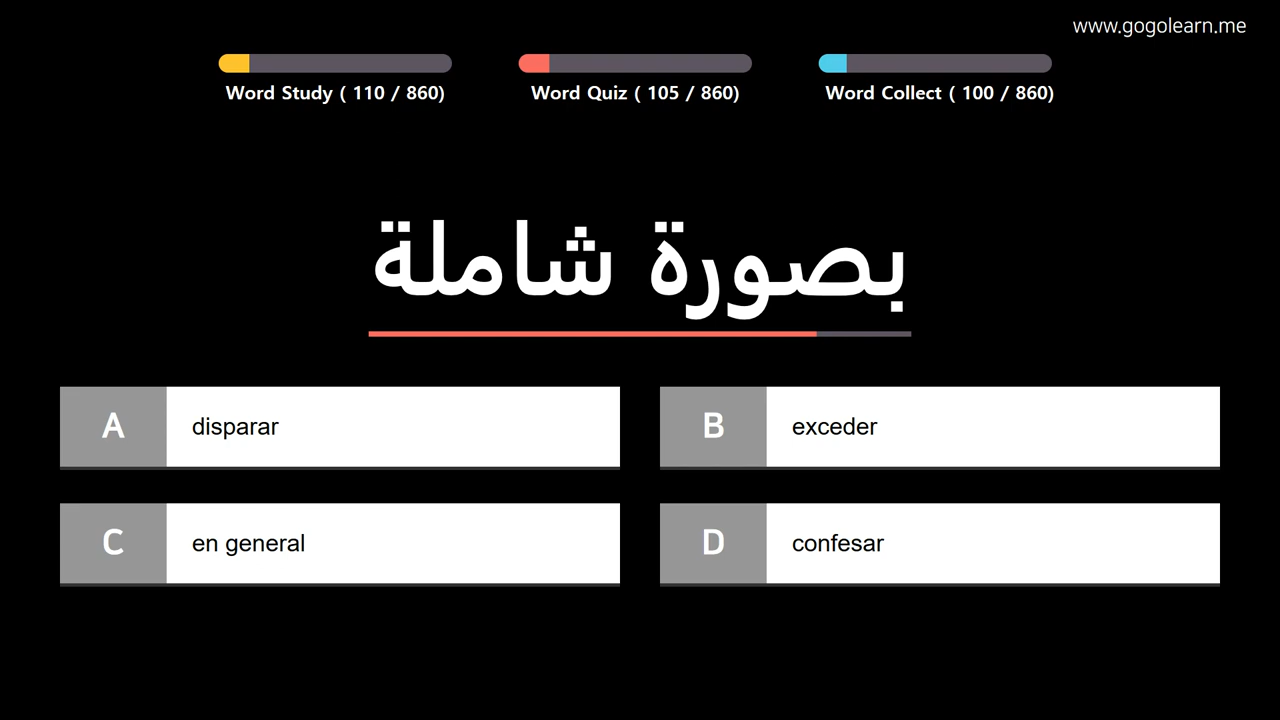 www.gogolearn.me
Word Study ( 110 / 860)
Word Quiz ( 105 / 860)
Word Collect ( 100 / 860)
بصورة شاملة
A disparar
B exceder
C en general
D confesar